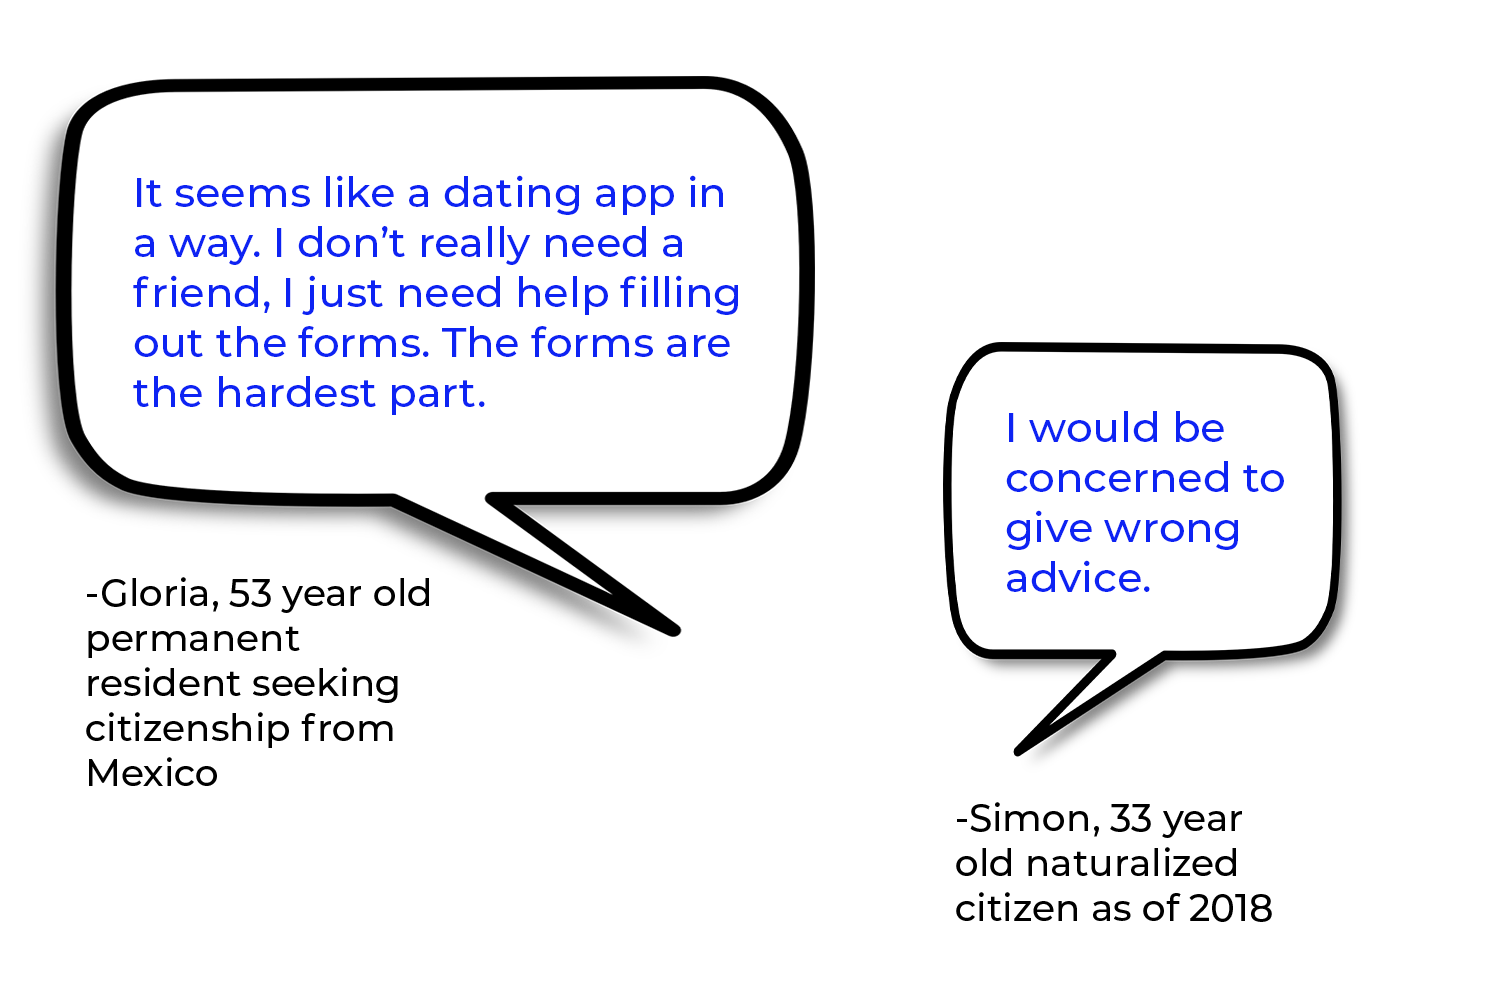 It seems like a dating app in
a way. I don’t really need a
friend, I just need help filling
out the forms. The forms are
the hardest part.
-Gloria, 53 year old
permanent
resident seeking
citizenship from
Mexico
I would be
concerned to
give wrong
advice.
-Simon, 33 year
old naturalized
citizen as of 2018